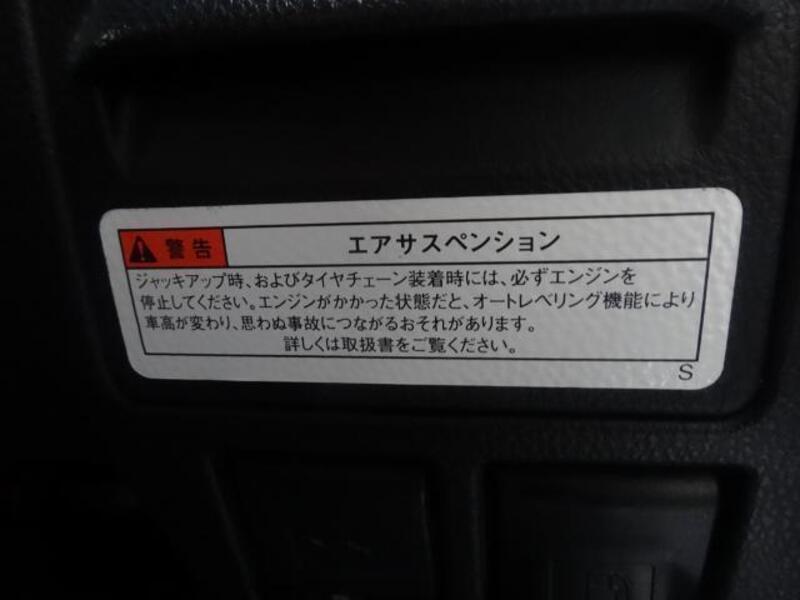 警告
エアサスペンション
ジャッキアップ時、およびタイヤチェーン装着時には、必ずエンジンを
停止してください。エンジンがかかった状態だと、オートレベリング機能により
車高が変わり、思わぬ事故につながるおそれがあります。
詳しくは取扱書をご覧ください。
S